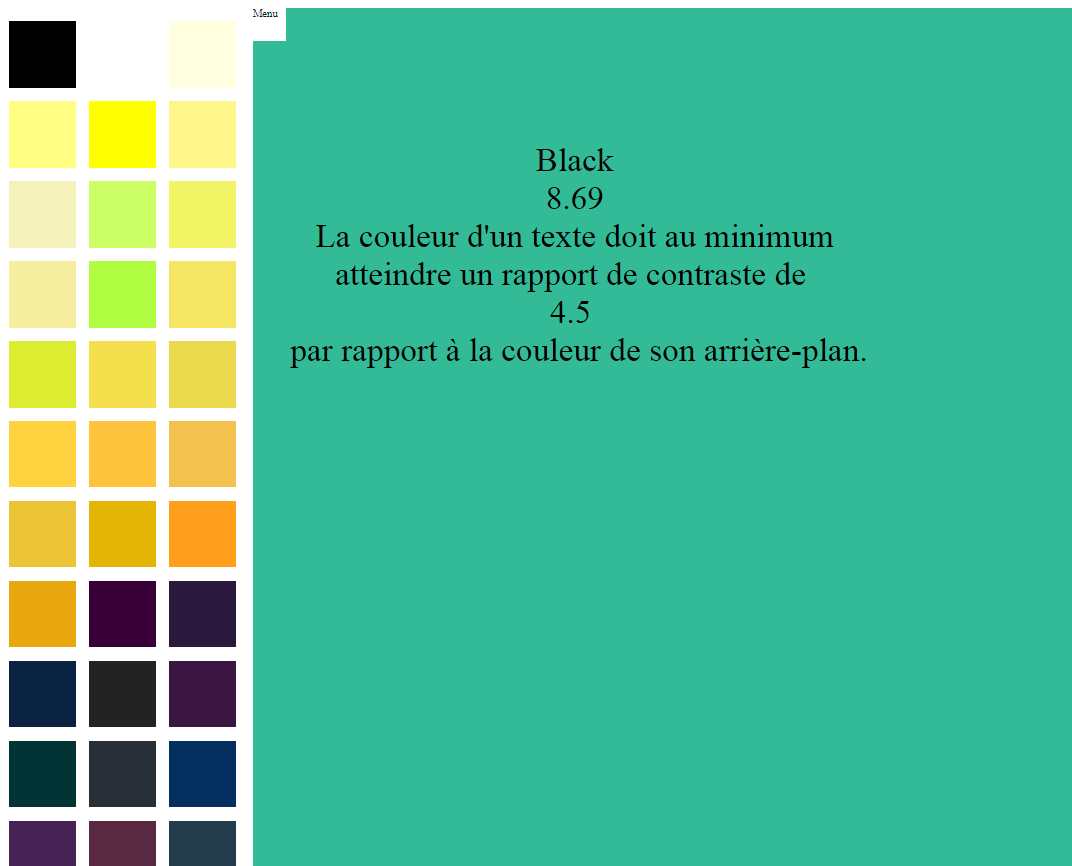 Menu
Black
8.69
La couleur d'un texte doit au minimum
atteindre un rapport de contraste de
4.5
par rapport à la couleur de son arrière-plan.